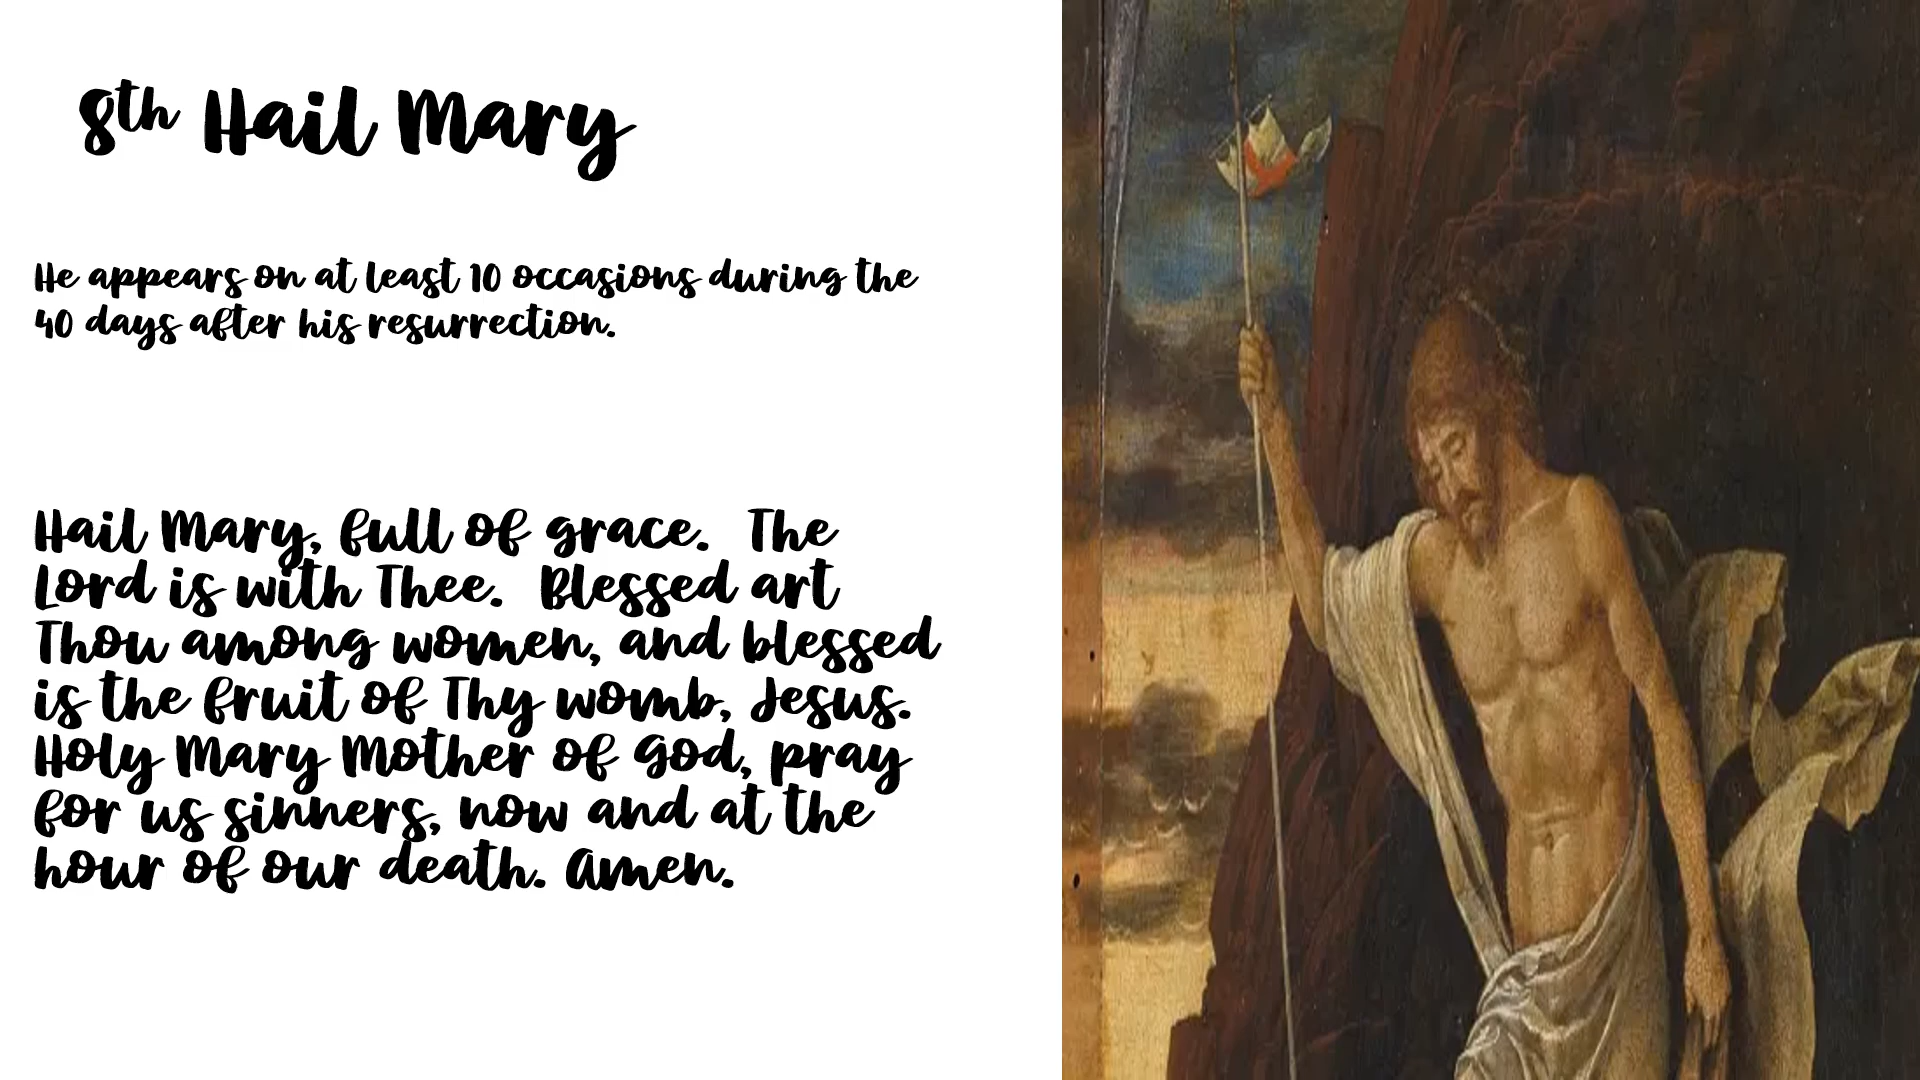 8th Hail Mary
He appears on at least 10 occasions during the
40 days after his resurrection.
Hail Mary, full of grace.  The
Lord is with Thee.  Blessed art
Thou among women, and blessed
is the fruit of Thy womb, Jesus.
Holy Mary Mother of God, pray
for us sinners, now and at the
hour of our death. Amen.